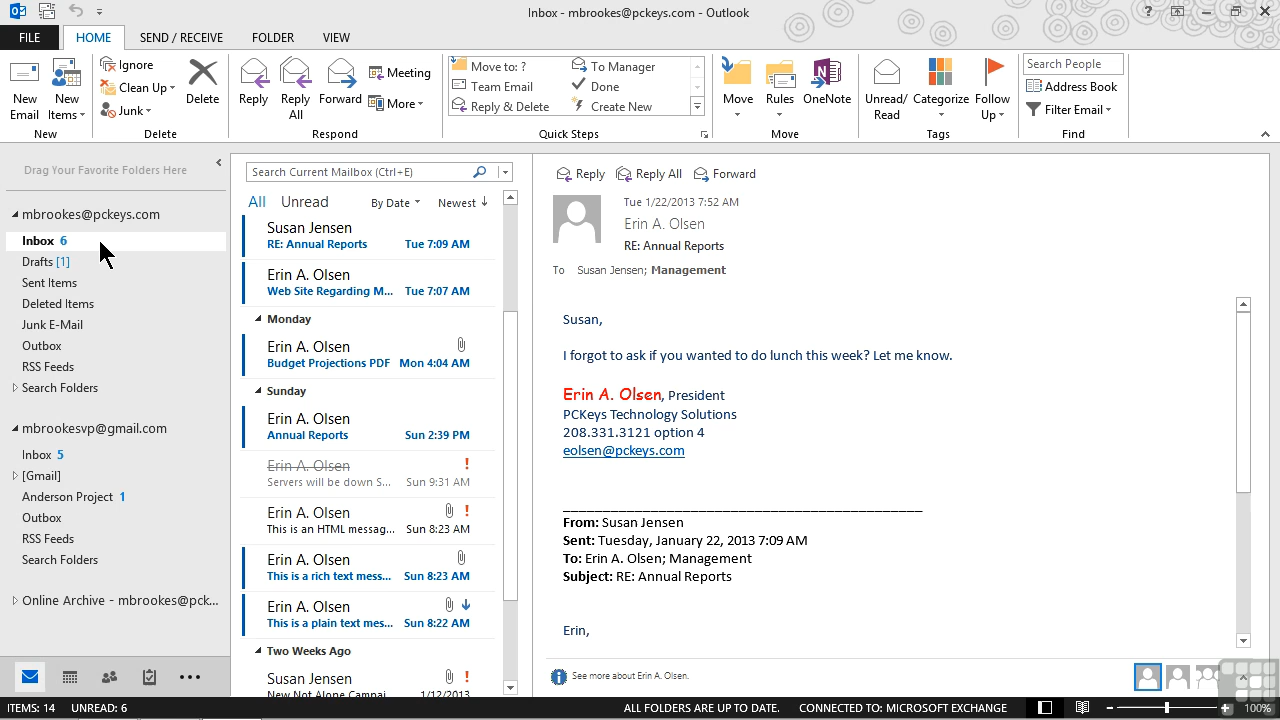 Inbox - mbrookes@pckeys.com - Outlook
FILE HOME SEND / RECEIVE FOLDER VIEW
New Email
New Items
New
Ignore
Clean Up
Junk
Delete
Delete
Reply
Reply All
Forward
Meeting
More
Respond
Move to: ?
Team Email
Reply & Delete
To Manager
Done
Create New
Quick Steps
Move
Rules
OneNote
Move
Unread/ Read
Categorize
Follow Up
Tags
Search People
Address Book
Filter Email
Find
Drag Your Favorite Folders Here
mbrookes@pckeys.com
Inbox 6
Drafts [1]
Sent Items
Deleted Items
Junk E-Mail
Outbox
RSS Feeds
Search Folders
mbrookesvp@gmail.com
Inbox 5
[Gmail]
Anderson Project 1
Outbox
RSS Feeds
Search Folders
Online Archive - mbrookes@pck...
Search Current Mailbox (Ctrl+E)
All Unread By Date Newest
Susan Jensen
RE: Annual Reports Tue 7:09 AM
Erin A. Olsen
Web Site Regarding M... Tue 7:07 AM
Monday
Erin A. Olsen
Budget Projections PDF Mon 4:04 AM
Sunday
Erin A. Olsen
Annual Reports Sun 2:39 PM
Erin A. Olsen
Servers will be down S... Sun 9:31 AM
Erin A. Olsen
This is an HTML messag... Sun 8:23 AM
Erin A. Olsen
This is a rich text mess... Sun 8:23 AM
Erin A. Olsen
This is a plain text mes... Sun 8:22 AM
Two Weeks Ago
Susan Jensen
New Not Alone Campai 1/12/2013
Reply Reply All Forward
Tue 1/22/2013 7:52 AM
Erin A. Olsen
RE: Annual Reports
To Susan Jensen; Management
Susan,
I forgot to ask if you wanted to do lunch this week? Let me know.
Erin A. Olsen, President
PCKeys Technology Solutions
208.331.3121 option 4
eolsen@pckeys.com
From: Susan Jensen
Sent: Tuesday, January 22, 2013 7:09 AM
To: Erin A. Olsen; Management
Subject: RE: Annual Reports
Erin,
See more about Erin A. Olsen.
ITEMS: 14 UNREAD: 6 ALL FOLDERS ARE UP TO DATE. CONNECTED TO: MICROSOFT EXCHANGE 100%